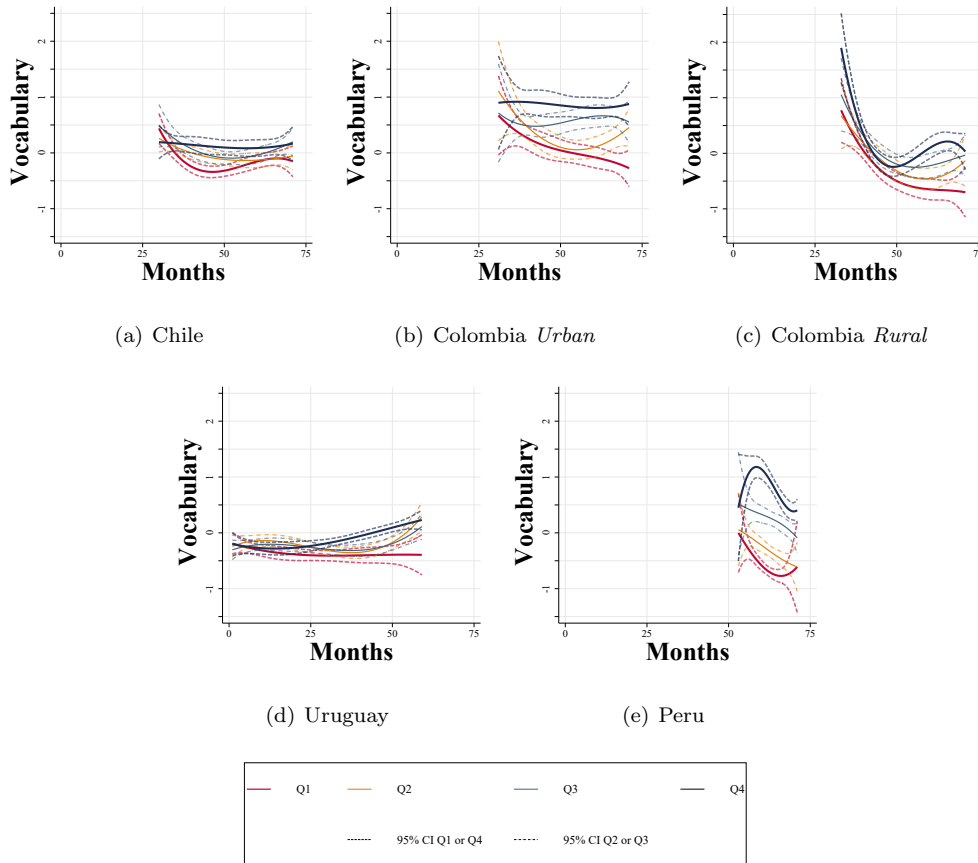 2
1
0
-1
Vocabulary
0 25 50 75
Months
2
1
0
-1
Vocabulary
0 25 50 75
Months
2
1
0
-1
Vocabulary
0 25 50 75
Months
(a) Chile
(b) Colombia Urban
(c) Colombia Rural
2
1
0
-1
Vocabulary
0 25 50 75
Months
2
1
0
-1
Vocabulary
0 25 50 75
Months
(d) Uruguay
(e) Peru
Q1 Q2 Q3 Q4
95% CI Q1 or Q4 95% CI Q2 or Q3